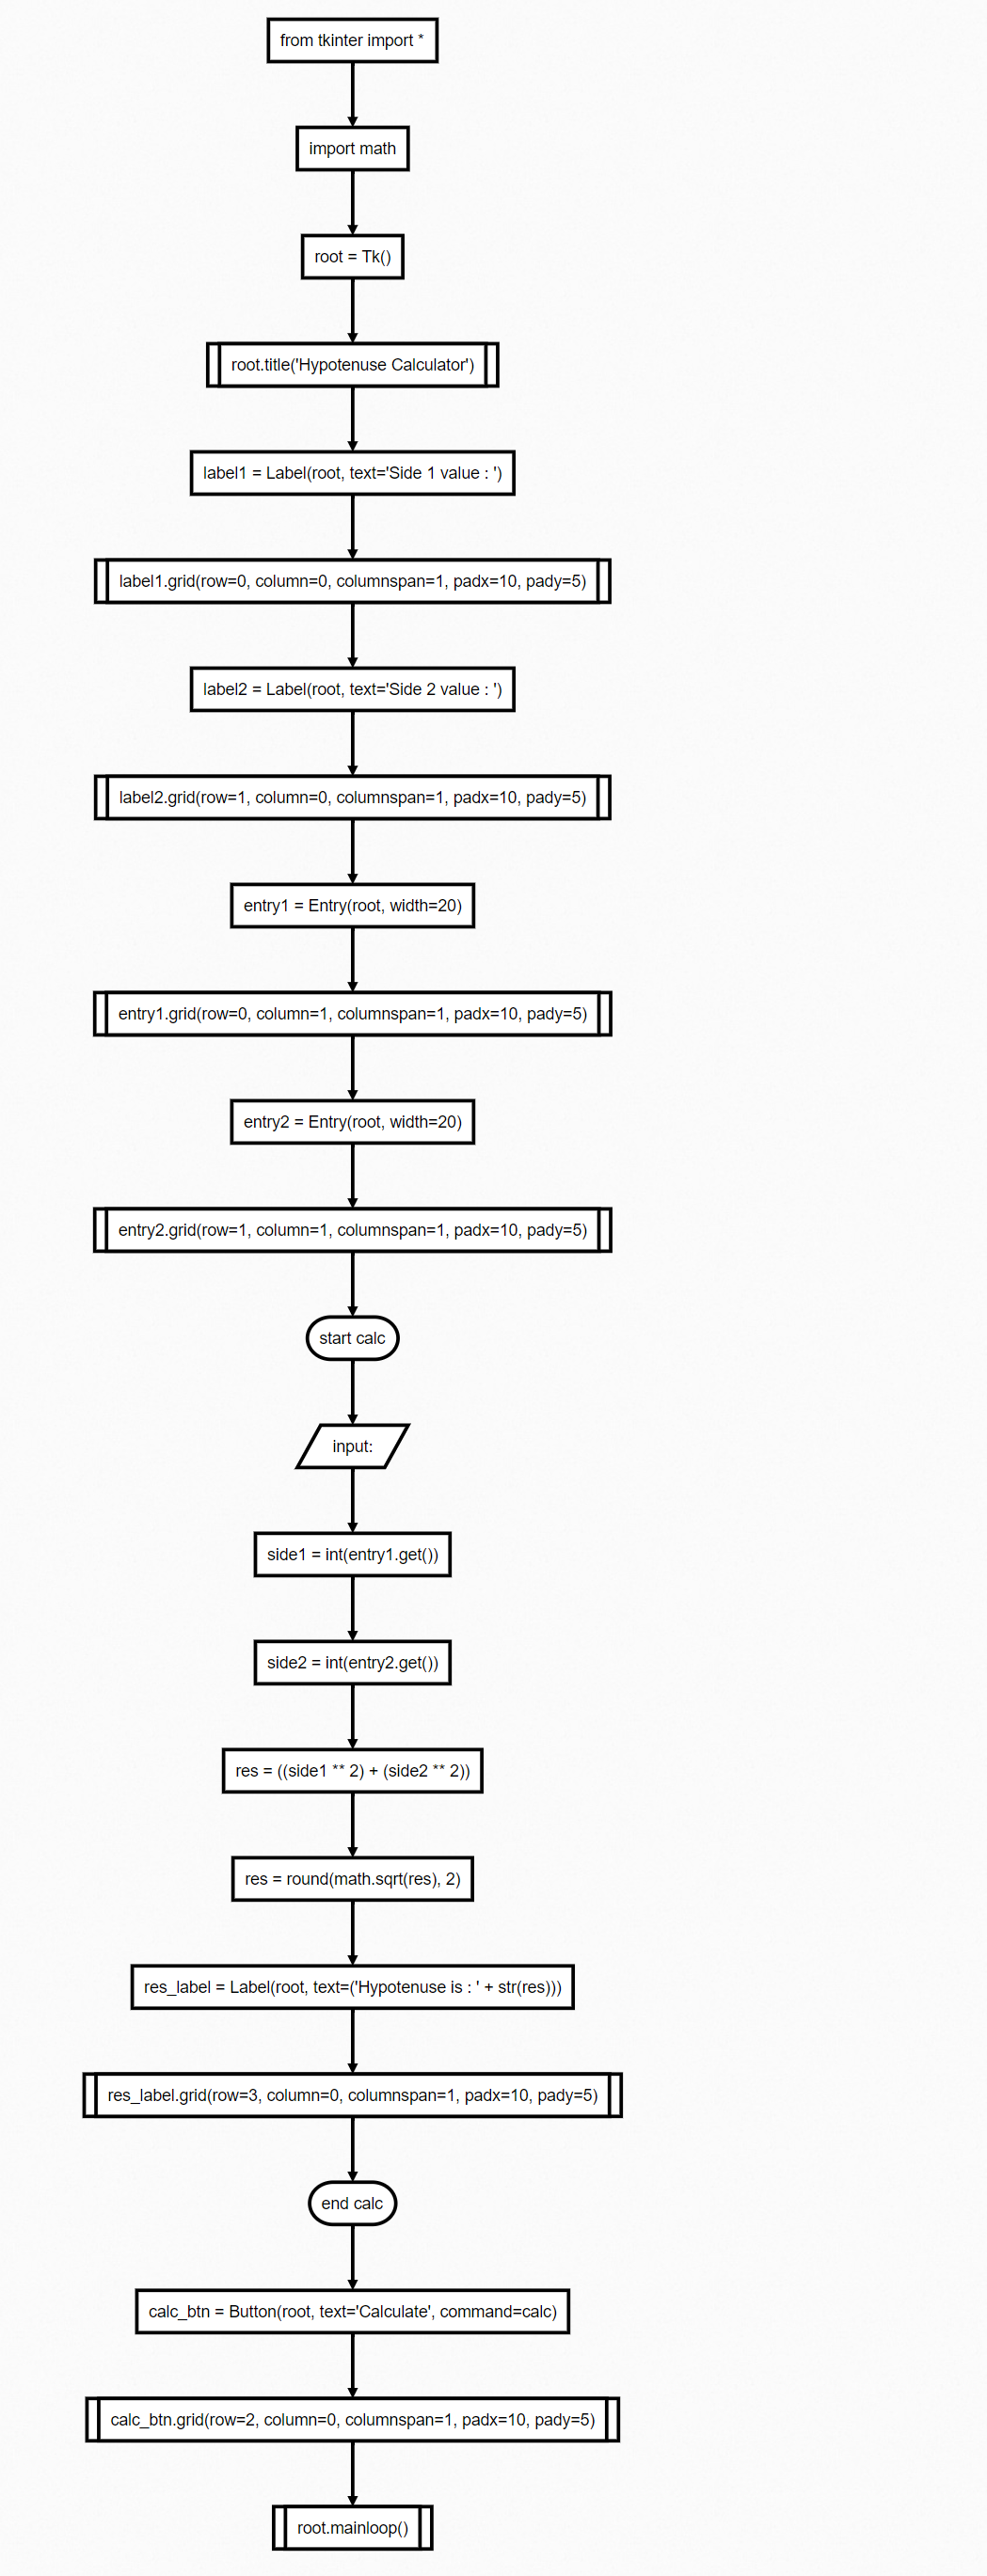 from tkinter import *
import math
root = Tk()
root.title('Hypotenuse Calculator')
label1 = Label(root, text='Side 1 value : ')
label1.grid(row=0, column=0, columnspan=1, padx=10, pady=5)
label2 = Label(root, text='Side 2 value : ')
label2.grid(row=1, column=0, columnspan=1, padx=10, pady=5)
entry1 = Entry(root, width=20)
entry1.grid(row=0, column=1, columnspan=1, padx=10, pady=5)
entry2 = Entry(root, width=20)
entry2.grid(row=1, column=1, columnspan=1, padx=10, pady=5)
start calc
input:
side1 = int(entry1.get())
side2 = int(entry2.get())
res = ((side1 ** 2) + (side2 ** 2))
res = round(math.sqrt(res), 2)
res_label = Label(root, text=('Hypotenuse is : ' + str(res)))
res_label.grid(row=3, column=0, columnspan=1, padx=10, pady=5)
end calc
calc_btn = Button(root, text='Calculate', command=calc)
calc_btn.grid(row=2, column=0, columnspan=1, padx=10, pady=5)
root.mainloop()